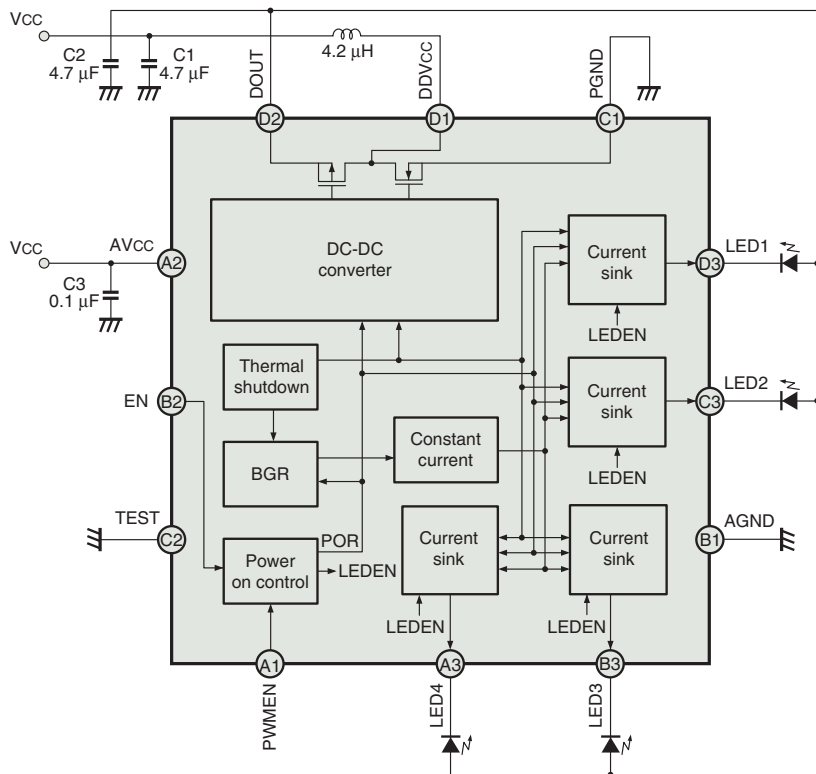 VCC
C2
4.7 μF
C1
4.7 μF
4.2 μH
DOUT
DDVCC
PGND
D2
D1
C1
DC-DC
converter
Current
sink
LED1
D3
LEDEN
VCC
AVCC
A2
C3
0.1 μF
Thermal
shutdown
Current
sink
LED2
C3
LEDEN
EN
B2
BGR
Constant
current
TEST
C2
POR
Power
on control
LEDEN
Current
sink
Current
sink
AGND
B1
LEDEN
LEDEN
A1
A3
B3
PWMEN
LED4
LED3